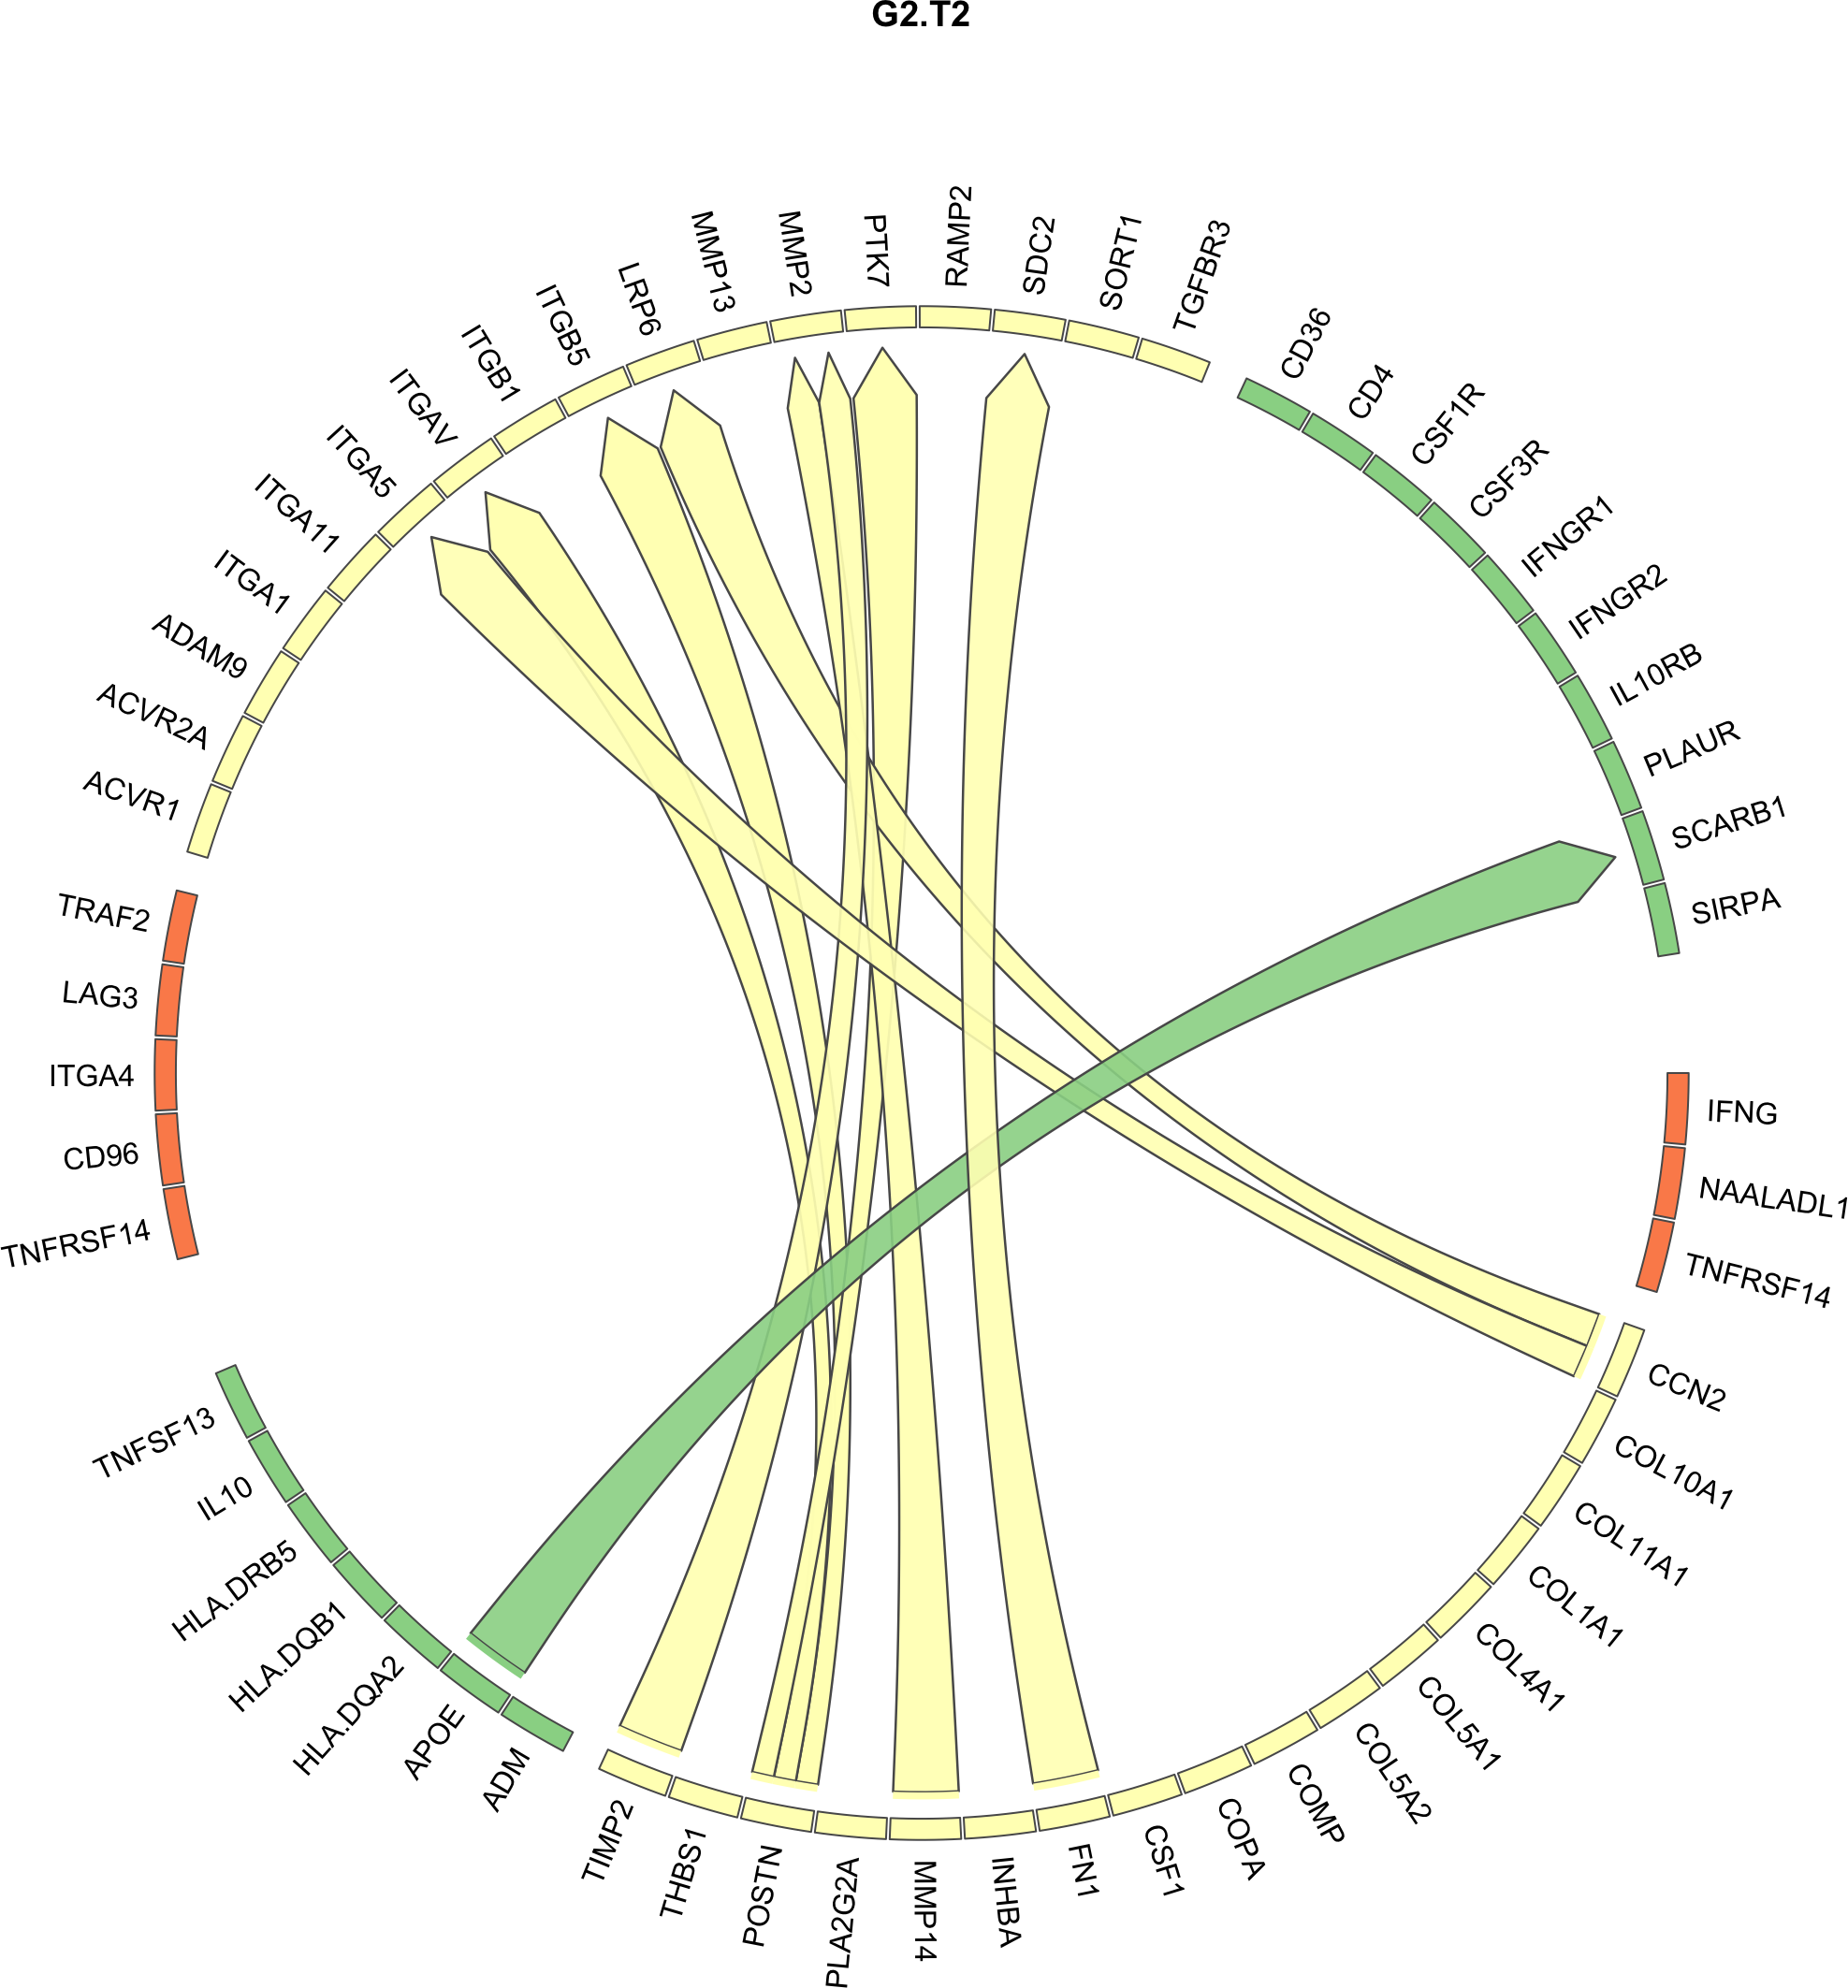 G2.T2
CD36
CD4
CSF1R
CSF3R
IFNGR1
IFNGR2
IL10RB
PLAUR
SCARB1
SIRPA
IFNG
NAALADL1
TNFRSF14
CCN2
COL10A1
COL11A1
COL1A1
COL4A1
COL5A1
COL5A2
COMP
COPA
CSF1
FN1
INHBA
MMP14
PLA2G2A
POSTN
THBS1
TIMP2
ADM
APOE
HLA.DQA2
HLA.DQB1
HLA.DRB5
IL10
TNFSF13
TNFRSF14
CD96
ITGA4
LAG3
TRAF2
ACVR1
ACVR2A
ADAM9
ITGA1
ITGA11
ITGA5
ITGAV
ITGB1
ITGB5
LRP6
MMP13
MMP2
PTK7
RAMP2
SDC2
SORT1
TGFBR3